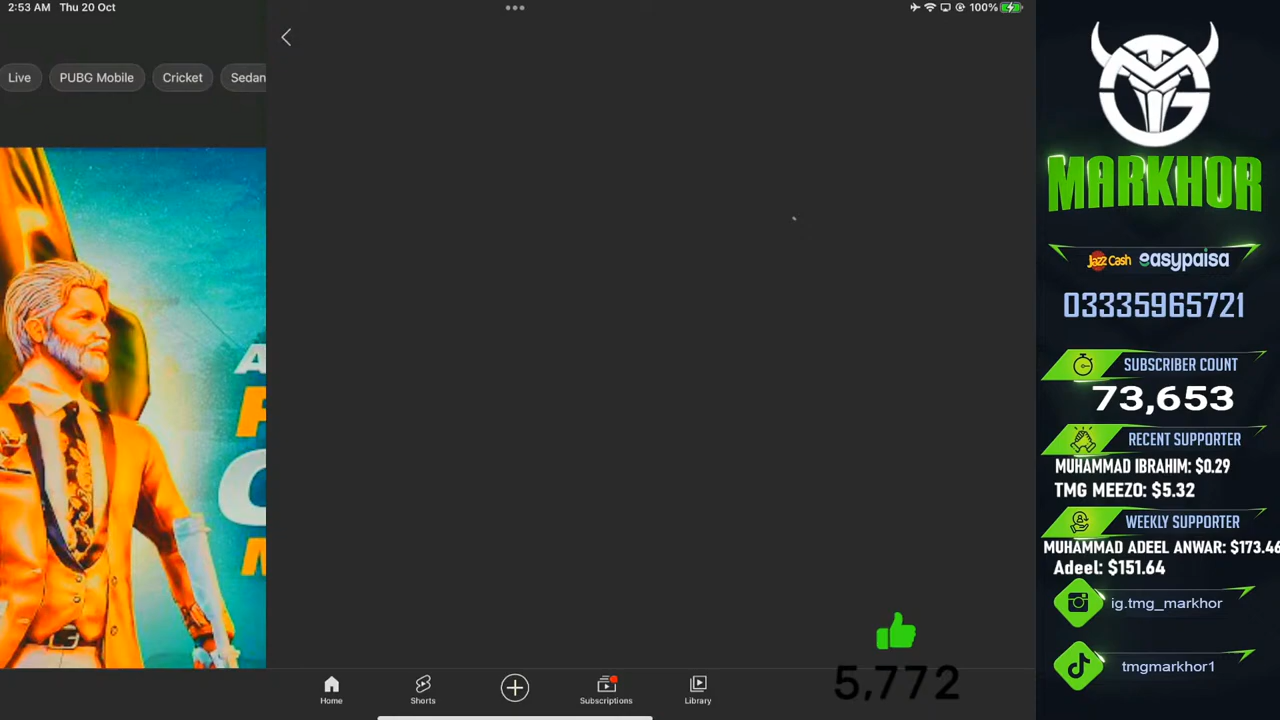 2:53 AM Thu 20 Oct
100%
Live
PUBG Mobile
Cricket
Sedan
Home
Shorts
Subscriptions
Library
5,772
MARKHOR
Jazz Cash easypaisa
03335965721
SUBSCRIBER COUNT
73,653
RECENT SUPPORTER
MUHAMMAD IBRAHIM: $0.29
TMG MEEZO: $5.32
WEEKLY SUPPORTER
MUHAMMAD ADEEL ANWAR: $173.46
Adeel: $151.64
ig.tmg_markhor
tmgmarkhor1